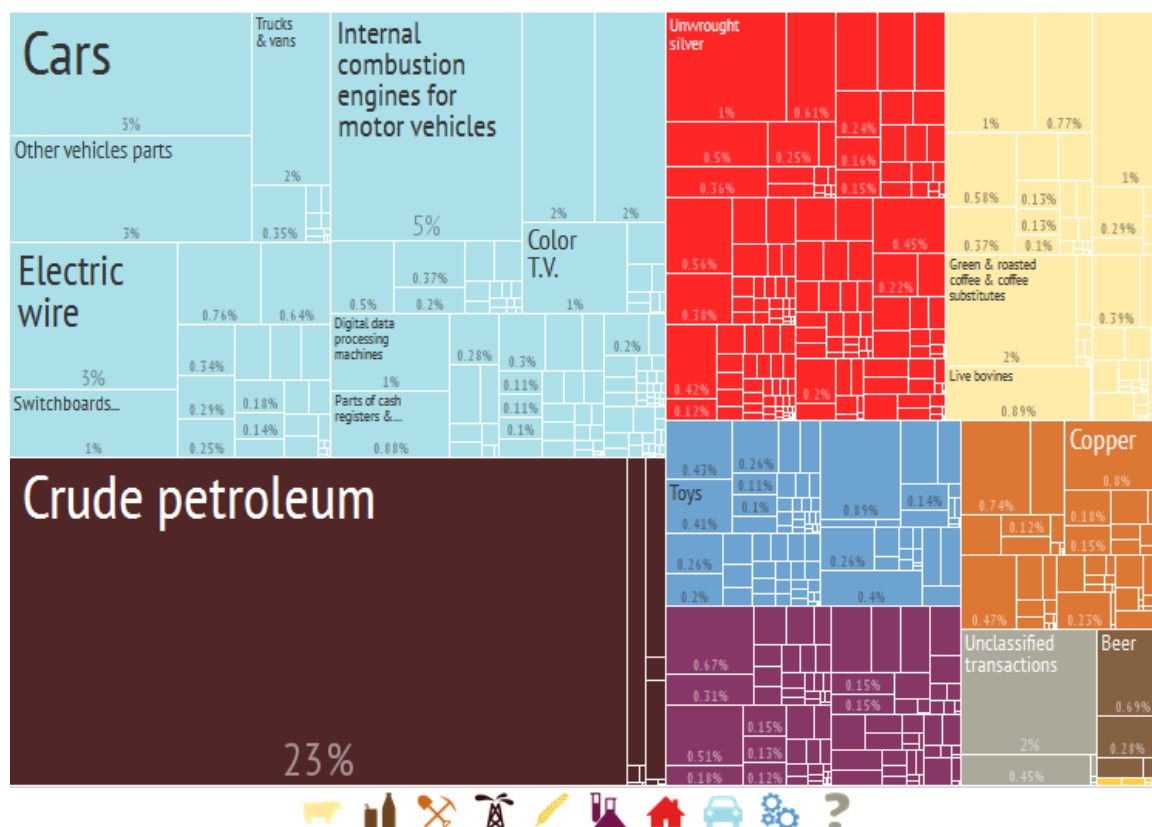 Cars
3%
Trucks
& vans
2%
Internal
combustion
engines for
motor vehicles
5%
2%
2%
Other vehicles parts
3%
0.35%
Color
T.V.
1%
0.37%
0.5%
0.2%
Electric
wire
3%
0.76%
0.64%
0.34%
0.29%
0.18%
0.14%
0.25%
Switchboards...
1%
Digital data
processing
machines
1%
Parts of cash
registers &....
0.88%
0.28%
0.3%
0.2%
0.11%
0.11%
0.1%
Crude petroleum
23%
Unwrought
silver
1%
0.61%
0.24%
0.5%
0.25%
0.16%
0.36%
0.15%
0.56%
0.45%
0.22%
0.38%
0.42%
0.2%
0.12%
1%
0.77%
1%
0.58%
0.13%
0.13%
0.29%
0.37%
0.1%
Green & roasted
coffee & coffee
substitutes
2%
0.39%
Live bovines
0.89%
0.43%
0.26%
0.11%
0.1%
Toys
0.41%
0.89%
0.14%
0.26%
0.26%
0.2%
0.4%
0.74%
0.12%
Copper
0.8%
0.18%
0.15%
0.47%
0.23%
0.67%
0.31%
0.15%
0.15%
0.51%
0.15%
0.13%
0.18%
0.12%
Unclassified
transactions
2%
0.45%
Beer
0.69%
0.28%
?